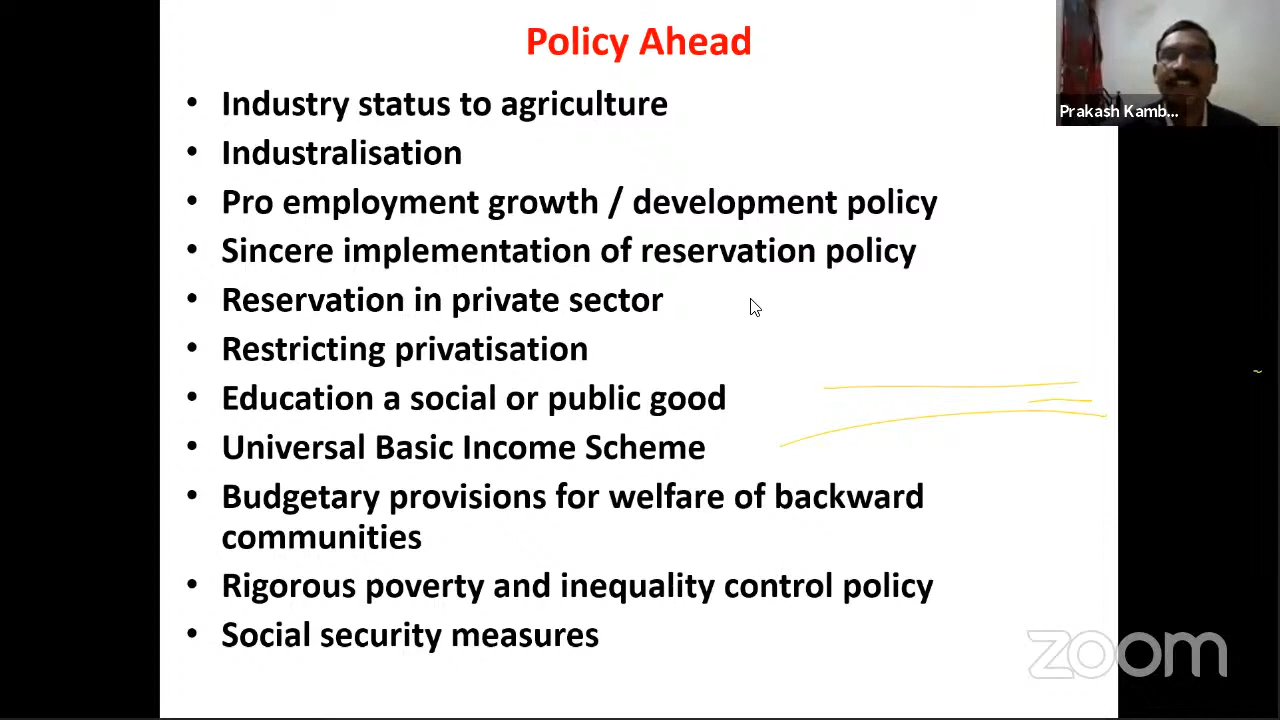 Policy Ahead
Prakash Kamb...
• Industry status to agriculture
• Industralisation
• Pro employment growth / development policy
• Sincere implementation of reservation policy
• Reservation in private sector
• Restricting privatisation
• Education a social or public good
• Universal Basic Income Scheme
• Budgetary provisions for welfare of backward
communities
• Rigorous poverty and inequality control policy
• Social security measures
zoom